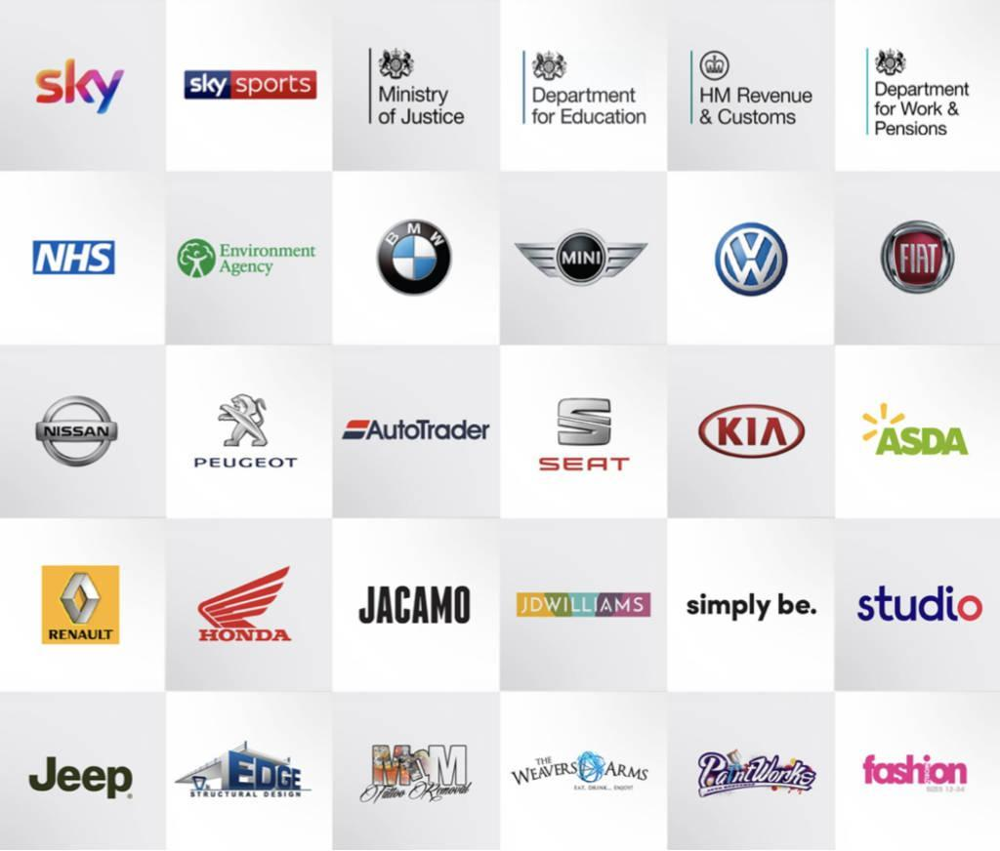 sky
sky sports
Ministry
of Justice
Department
for Education
HM Revenue
& Customs
Department
for Work &
Pensions
NHS
Environment
Agency
BMW
MINI
FIAT
NISSAN
PEUGEOT
AutoTrader
SEAT
KIA
ASDA
RENAULT
HONDA
JACAMO
JDWILLIAMS
simply be.
studio
Jeep
EDGE
STRUCTURAL DESIGN
Tattoo Removal
THE
WEAVERS ARMS
EAT, DRINK... ENJOY!
PaintWorks
fashion
WORLD
SIZES 12-34